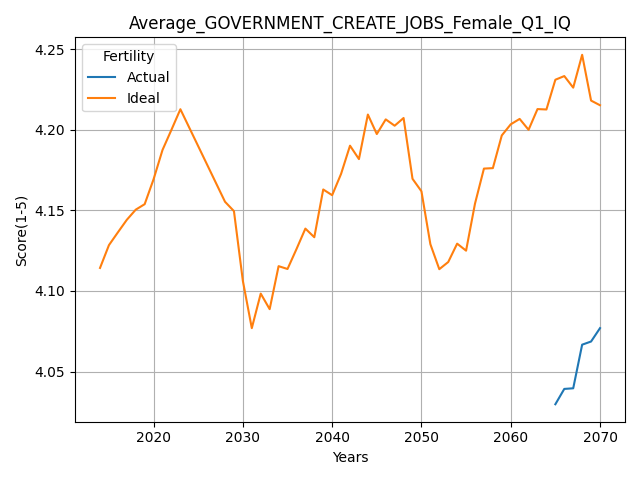 Average_GOVERNMENT_CREATE_JOBS_Female_Q1_IQ
Fertility
Actual
Ideal
Score(1-5)
4.25
4.20
4.15
4.10
4.05
2020 2030 2040 2050 2060 2070
Years